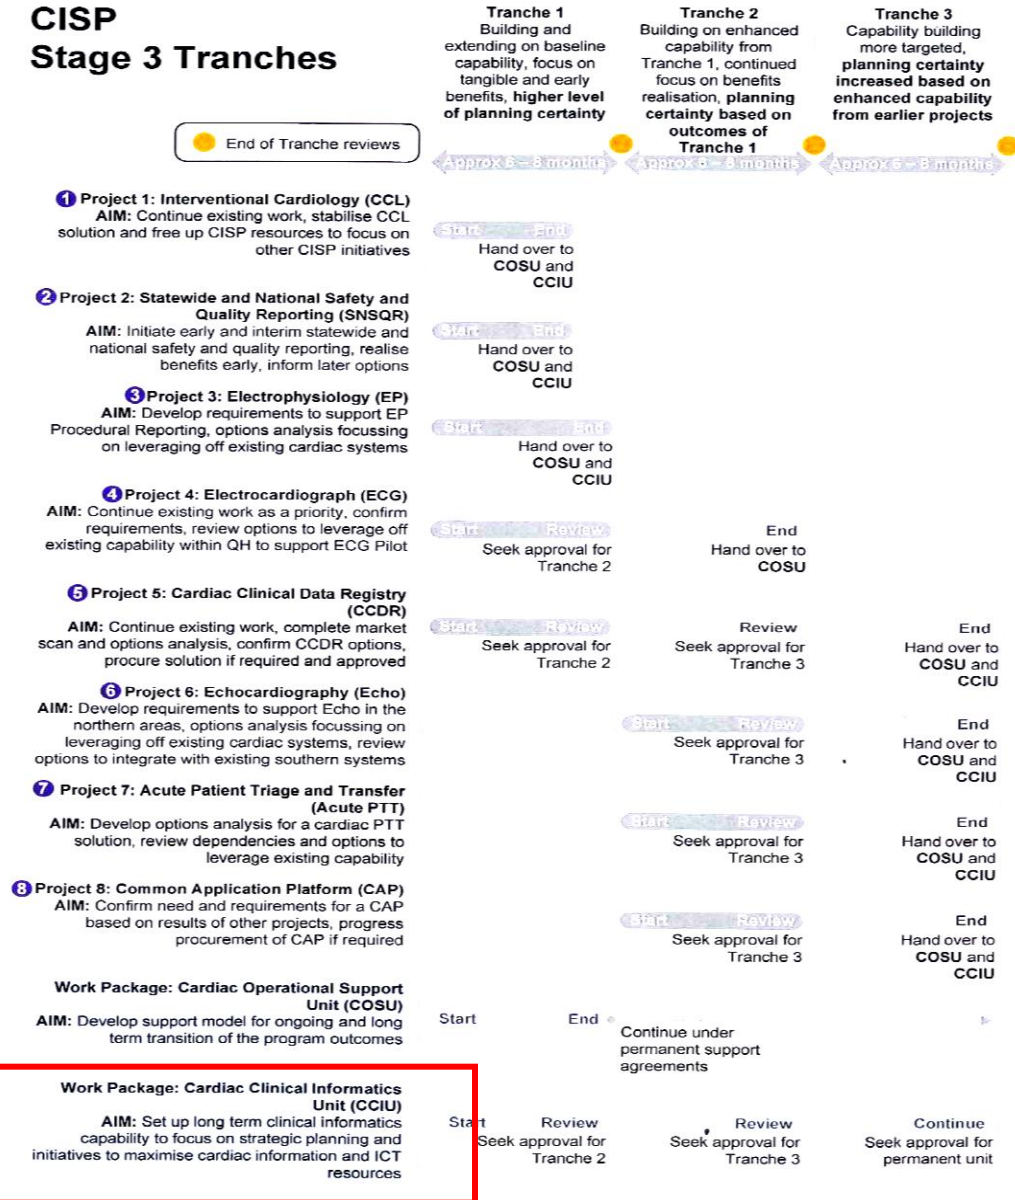 CISP
Stage 3 Tranches
Tranche 1
Building and
extending on baseline
capability, focus on
tangible and early
benefits, higher level
of planning certainty
Tranche 2
Building on enhanced
capability from
Tranche 1, continued
focus on benefits
realisation, planning
certainty based on
outcomes of
Tranche 1
Tranche 3
Capability building
more targeted,
planning certainty
increased based on
enhanced capability
from earlier projects
End of Tranche reviews
Approx 6 – 8 months
Approx 6 – 8 months
Approx 6 – 8 months
1 Project 1: Interventional Cardiology (CCL)
AIM: Continue existing work, stabilise CCL
solution and free up CISP resources to focus on
other CISP initiatives
Start End
Hand over to
COSU and
CCIU
2 Project 2: Statewide and National Safety and
Quality Reporting (SNSQR)
AIM: Initiate early and interim statewide and
national safety and quality reporting, realise
benefits early, inform later options
Start End
Hand over to
COSU and
CCIU
3 Project 3: Electrophysiology (EP)
AIM: Develop requirements to support EP
Procedural Reporting, options analysis focussing
on leveraging off existing cardiac systems
Start End
Hand over to
COSU and
CCIU
4 Project 4: Electrocardiograph (ECG)
AIM: Continue existing work as a priority, confirm
requirements, review options to leverage off
existing capability within QH to support ECG Pilot
Start Review
Seek approval for
Tranche 2
End
Hand over to
COSU
5 Project 5: Cardiac Clinical Data Registry
(CCDR)
AIM: Continue existing work, complete market
scan and options analysis, confirm CCDR options,
procure solution if required and approved
Start Review
Seek approval for
Tranche 2
Review
Seek approval for
Tranche 3
End
Hand over to
COSU and
CCIU
6 Project 6: Echocardiography (Echo)
AIM: Develop requirements to support Echo in the
northern areas, options analysis focussing on
leveraging off existing cardiac systems, review
options to integrate with existing southern systems
Start Review
Seek approval for
Tranche 3
End
Hand over to
COSU and
CCIU
7 Project 7: Acute Patient Triage and Transfer
(Acute PTT)
AIM: Develop options analysis for a cardiac PTT
solution, review dependencies and options to
leverage existing capability
Start Review
Seek approval for
Tranche 3
End
Hand over to
COSU and
CCIU
8 Project 8: Common Application Platform (CAP)
AIM: Confirm need and requirements for a CAP
based on results of other projects, progress
procurement of CAP if required
Start Review
Seek approval for
Tranche 3
End
Hand over to
COSU and
CCIU
Work Package: Cardiac Operational Support
Unit (COSU)
AIM: Develop support model for ongoing and long
term transition of the program outcomes
Start End
Continue under
permanent support
agreements
Work Package: Cardiac Clinical Informatics
Unit (CCIU)
AIM: Set up long term clinical informatics
capability to focus on strategic planning and
initiatives to maximise cardiac information and ICT
resources
Start Review
Seek approval for
Tranche 2
Review
Seek approval for
Tranche 3
Continue
Seek approval for
permanent unit